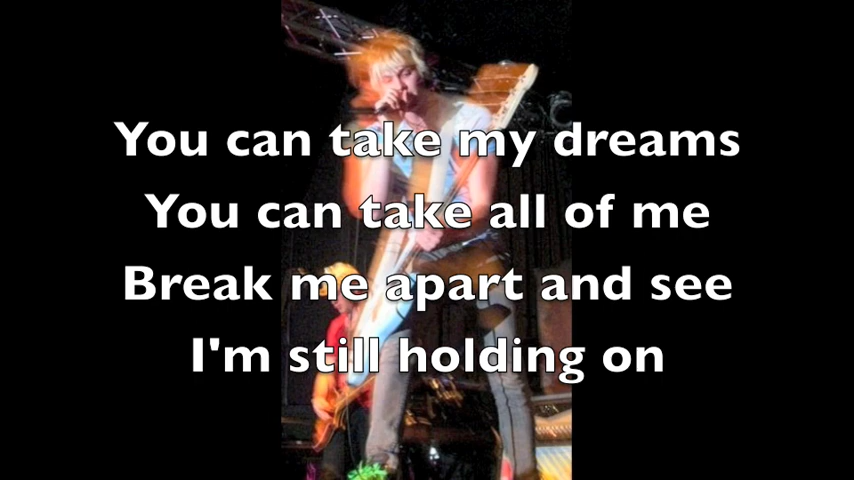 You can take my dreams
You can take all of me
Break me apart and see
I'm still holding on